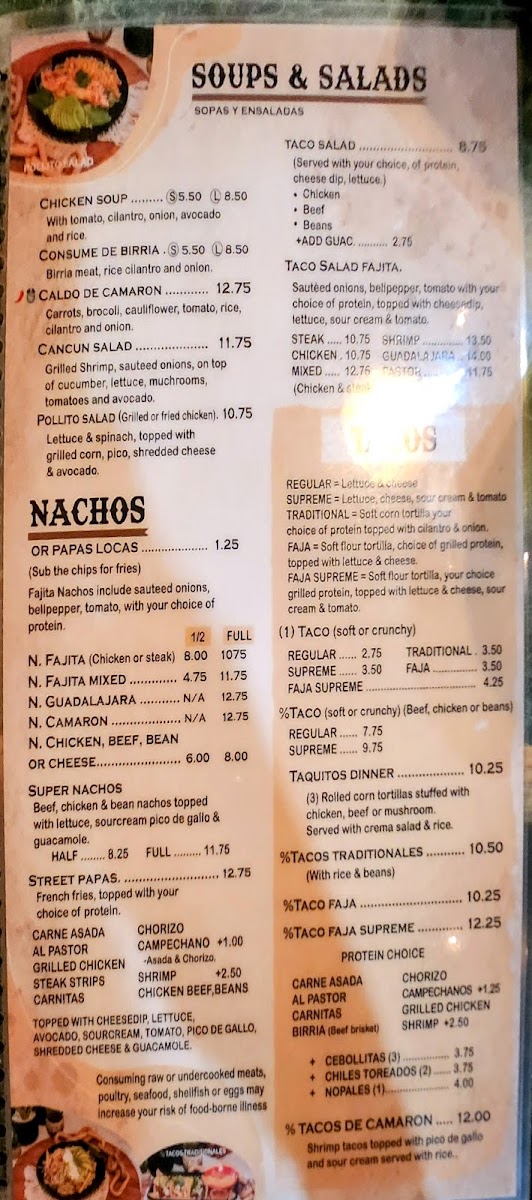 SOUPS & SALADS
SOPAS Y ENSALADAS
POLLITO SALAD
CHICKEN SOUP ......... Ⓢ 5.50 Ⓛ 8.50
With tomato, cilantro, onion, avocado
and rice.
CONSUME DE BIRRIA . Ⓢ 5.50 Ⓛ 8.50
Birria meat, rice cilantro and onion.
CALDO DE CAMARON ............ 12.75
Carrots, brocoli, cauliflower, tomato, rice,
cilantro and onion.
CANCUN SALAD .................... 11.75
Grilled Shrimp, sauteed onions, on top
of cucumber, lettuce, muchrooms,
tomatoes and avocado.
POLLITO SALAD (Grilled or fried chicken). 10.75
Lettuce & spinach, topped with
grilled corn, pico, shredded cheese
& avocado.
NACHOS
OR PAPAS LOCAS .................. 1.25
(Sub the chips for fries)
Fajita Nachos include sauteed onions,
bellpepper, tomato, with your choice of
protein.
1/2 FULL
N. FAJITA (Chicken or steak) 8.00 1075
N. FAJITA MIXED ............... 4.75 11.75
N. GUADALAJARA ........... N/A 12.75
N. CAMARON .................... N/A 12.75
N. CHICKEN, BEEF, BEAN
OR CHEESE........................ 6.00 8.00
SUPER NACHOS
Beef, chicken & bean nachos topped
with lettuce, sourcream pico de gallo &
guacamole.
HALF ........ 8.25 FULL ......... 11.75
STREET PAPAS. .......................... 12.75
French fries, topped with your
choice of protein.
CARNE ASADA CHORIZO
AL PASTOR CAMPECHANO +1.00
GRILLED CHICKEN -Asada & Chorizo.
STEAK STRIPS SHRIMP +2.50
CARNITAS CHICKEN BEEF,BEANS
TOPPED WITH CHEESEDIP, LETTUCE,
AVOCADO, SOURCREAM, TOMATO, PICO DE GALLO,
SHREDDED CHEESE & GUACAMOLE.
Consuming raw or undercooked meats,
poultry, seafood, shellfish or eggs may
increase your risk of food-borne illness
TACOS TRADITIONALES
TACO SALAD ............................ 8.75
(Served with your choice, of protein,
cheese dip, lettuce.)
• Chicken
• Beef
• Beans
+ADD GUAC. .......... 2.75
TACO SALAD FAJITA.
Sautéed onions, bellpepper, tomato with your
choice of protein, topped with cheesedip,
lettuce, sour cream & tomato.
STEAK ..... 10.75 SHRIMP .............. 13.50
CHICKEN . 10.75 GUADALAJARA .. 14.00
MIXED ..... 12.75 PASTOR ............. 11.75
(Chicken & steak
TACOS
REGULAR = Lettuce & cheese
SUPREME = Lettuce, cheese, sour cream & tomato
TRADITIONAL = Soft corn tortilla your
choice of protein topped with cilantro & onion.
FAJA = Soft flour tortilla, choice of grilled protein,
topped with lettuce & cheese.
FAJA SUPREME = Soft flour tortilla, your choice
grilled protein, topped with lettuce & cheese, sour
cream & tomato.
(1) TACO (soft or crunchy)
REGULAR ...... 2.75 TRADITIONAL . 3.50
SUPREME ...... 3.50 FAJA .............. 3.50
FAJA SUPREME ........................................... 4.25
%TACO (soft or crunchy) (Beef, chicken or beans)
REGULAR ...... 7.75
SUPREME ...... 9.75
TAQUITOS DINNER .................. 10.25
(3) Rolled corn tortillas stuffed with
chicken, beef or mushroom.
Served with crema salad & rice.
%TACOS TRADITIONALES .......... 10.50
(With rice & beans)
%TACO FAJA ........................... 10.25
%TACO FAJA SUPREME ............ 12.25
PROTEIN CHOICE
CARNE ASADA CHORIZO
AL PASTOR CAMPECHANOS +1.25
CARNITAS GRILLED CHICKEN
BIRRIA (Beef brisket) SHRIMP +2.50
+ CEBOLLITAS (3) .............. 3.75
+ CHILES TOREADOS (2) ..... 3.75
+ NOPALES (1)................... 4.00
% TACOS DE CAMARON ..... 12.00
Shrimp tacos topped with pico de gallo
and sour cream served with rice..